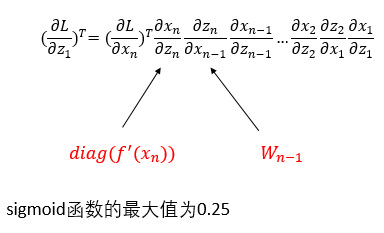 (∂L/∂z₁)ᵀ = (∂L/∂xₙ)ᵀ ∂xₙ/∂zₙ ∂zₙ/∂xₙ₋₁ ∂xₙ₋₁/∂zₙ₋₁ … ∂x₂/∂z₂ ∂z₂/∂x₁ ∂x₁/∂z₁
diag(f′(xₙ)) Wₙ₋₁
sigmoid函数的最大值为0.25